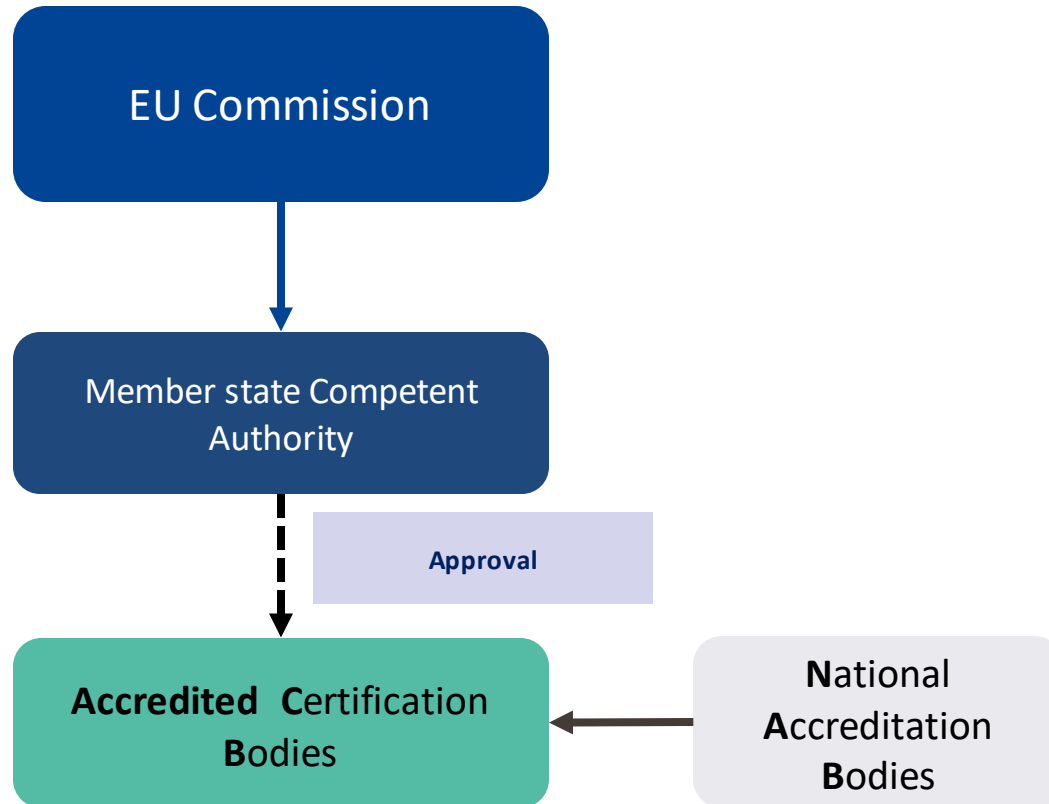 EU Commission
Member state Competent
Authority
Approval
Accredited Certification
Bodies
National
Accreditation
Bodies